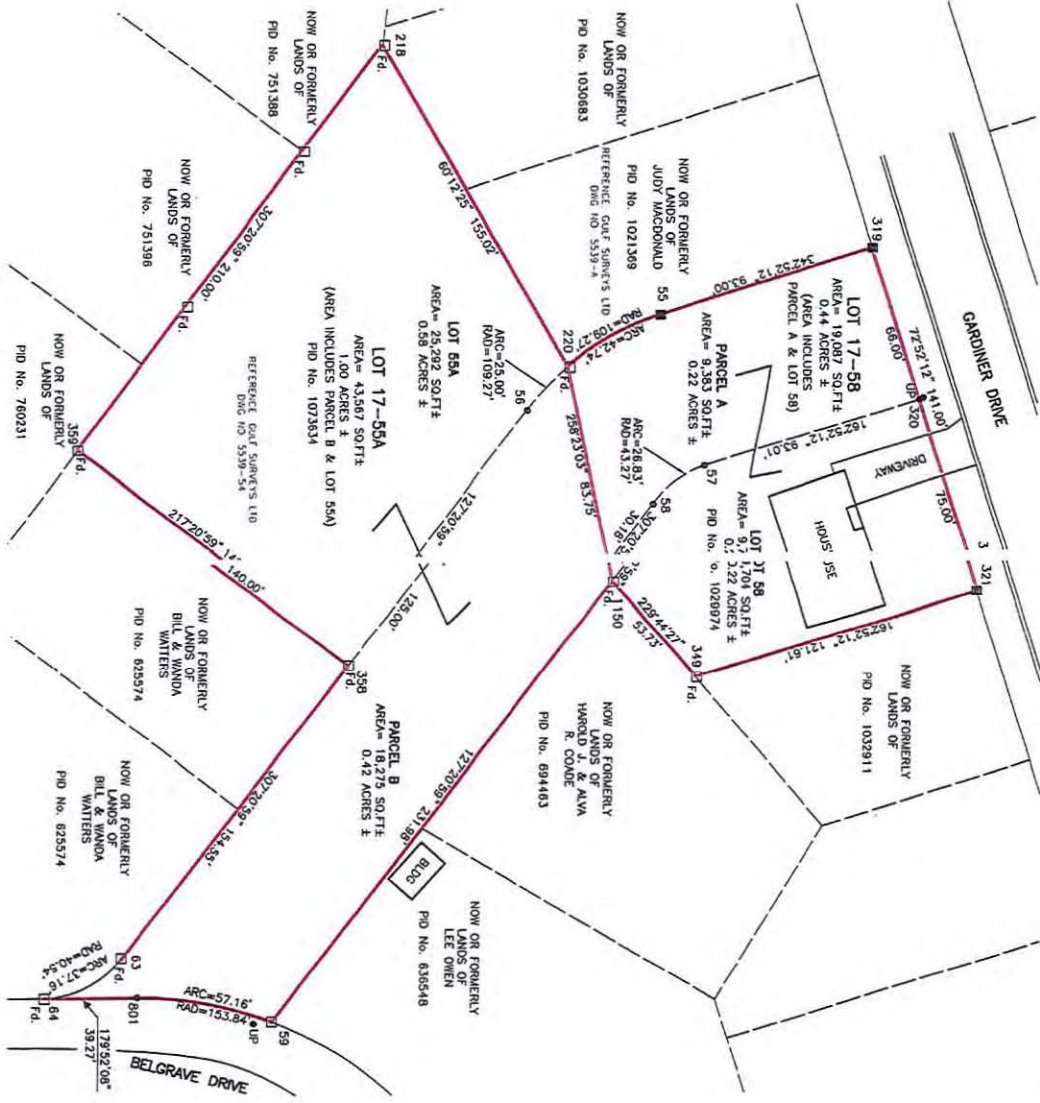 GARDINER DRIVE
NOW OR FORMERLY
LANDS OF
PID No. 1030683
NOW OR FORMERLY
LANDS OF
JUDY MACDONALD
PID No. 1021369
REFERENCE GULF SURVEYS LTD
DWG NO 5539-A
319
72°52'12" 141.00'
66.00'
UP
320
75.00'
321
342°52'12" 93.00'
LOT 17-58
AREA= 19,087 SQ.FT±
0.44 ACRES ±
(AREA INCLUDES
PARCEL A & LOT 58)
162°52'12" 93.01'
DRIVEWAY
162°52'12" 121.61'
NOW OR FORMERLY
LANDS OF
PID No. 1032911
55
ARC=42.74'
RAD=109.27'
PARCEL A
AREA= 9,383 SQ.FT±
0.22 ACRES ±
57
ARC=26.83'
RAD=43.27'
58
30.16'
220
Fd.
258°23'03" 83.75'
150
Fd.
229°44'27"
53.73'
349
Fd.
218
Fd.
60°12'25" 155.02'
NOW OR FORMERLY
LANDS OF
PID No. 751388
Fd.
NOW OR FORMERLY
LANDS OF
PID No. 751396
307°20'59" 210.00'
Fd.
ARC=25.00'
RAD=109.27'
56
LOT 55A
AREA= 25,292 SQ.FT±
0.58 ACRES ±
LOT 17-55A
AREA= 43,567 SQ.FT±
1.00 ACRES ±
(AREA INCLUDES PARCEL B & LOT 55A)
PID No. 1073634
REFERENCE GULF SURVEYS LTD
DWG NO 5539-54
127°20'59"
125.00'
359
Fd.
NOW OR FORMERLY
LANDS OF
PID No. 760231
217°20'59"
140.00'
358
Fd.
NOW OR FORMERLY
LANDS OF
BILL & WANDA
WATTERS
PID No. 625574
NOW OR FORMERLY
LANDS OF
HAROLD J. & ALVA
R. COADE
PID No. 694463
127°20'59" 231.98'
PARCEL B
AREA= 18,275 SQ.FT±
0.42 ACRES ±
BLDG
NOW OR FORMERLY
LANDS OF
LEE OWEN
PID No. 636548
307°20'59" 154.55'
NOW OR FORMERLY
LANDS OF
BILL & WANDA
WATTERS
PID No. 625574
63
Fd.
ARC=37.16'
RAD=40.54'
64
Fd.
801
ARC=57.16'
RAD=153.84'
UP
59
179°52'08"
39.27'
BELGRAVE DRIVE